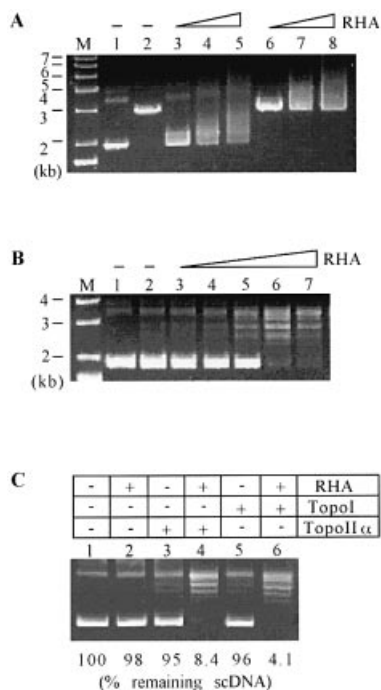 A
– – RHA
M 1 2 3 4 5 6 7 8
7
6
5
4
3
2
(kb)
B
– – RHA
M 1 2 3 4 5 6 7
4
3
2
(kb)
C
- + - + - + RHA
- - - - + + TopoI
- - + + - - TopoII α
1 2 3 4 5 6
100 98 95 8.4 96 4.1
(% remaining scDNA)